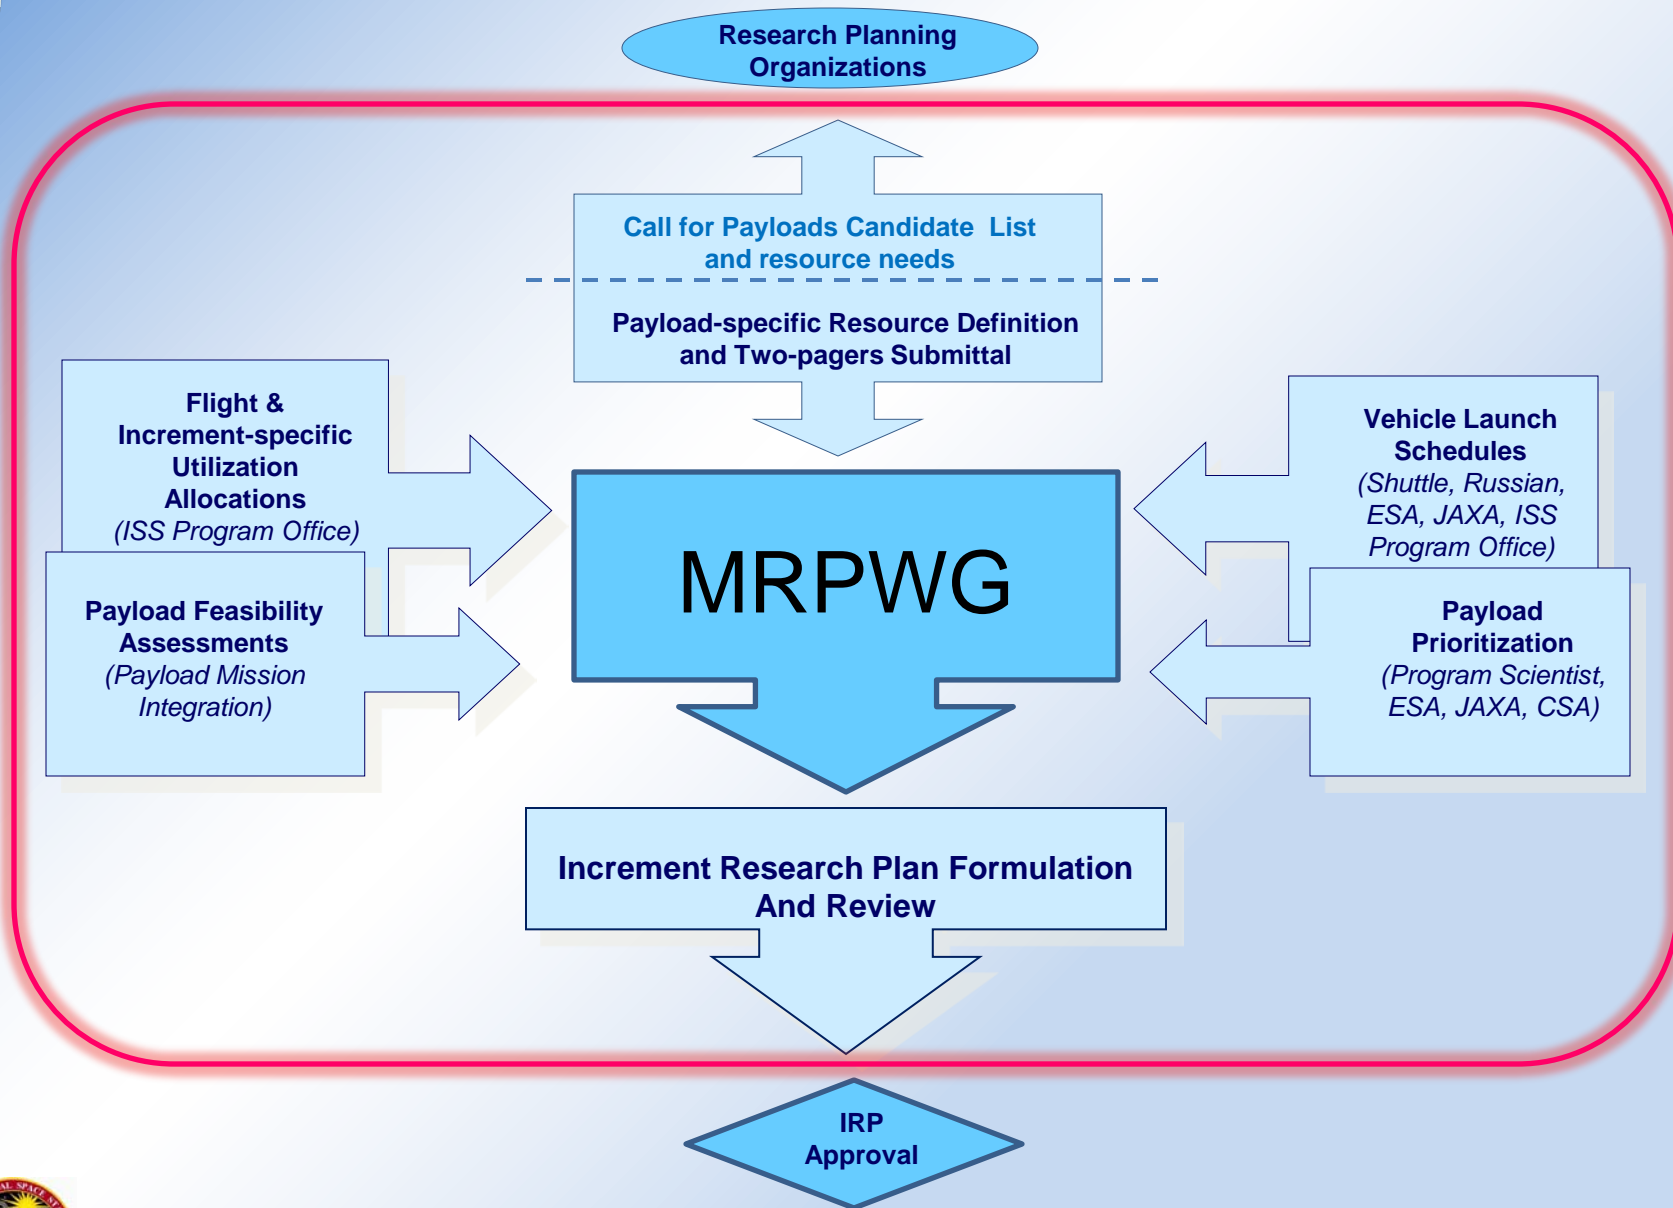 Research Planning
Organizations
Call for Payloads Candidate List
and resource needs
Payload-specific Resource Definition
and Two-pagers Submittal
Flight &
Increment-specific
Utilization
Allocations
(ISS Program Office)
Payload Feasibility
Assessments
(Payload Mission
Integration)
MRPWG
Vehicle Launch
Schedules
(Shuttle, Russian,
ESA, JAXA, ISS
Program Office)
Payload
Prioritization
(Program Scientist,
ESA, JAXA, CSA)
Increment Research Plan Formulation
And Review
IRP
Approval